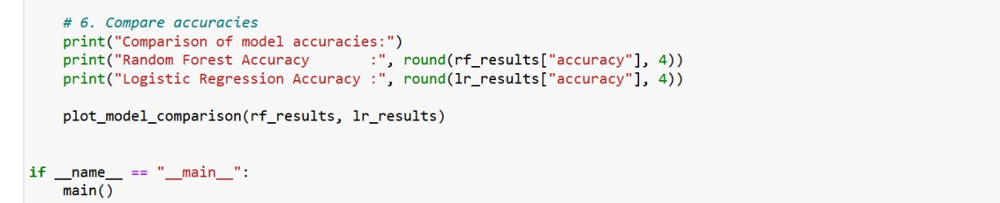 # 6. Compare accuracies
print("Comparison of model accuracies:")
print("Random Forest Accuracy       :", round(rf_results["accuracy"], 4))
print("Logistic Regression Accuracy :", round(lr_results["accuracy"], 4))
plot_model_comparison(rf_results, lr_results)
if __name__ == "__main__":
    main()